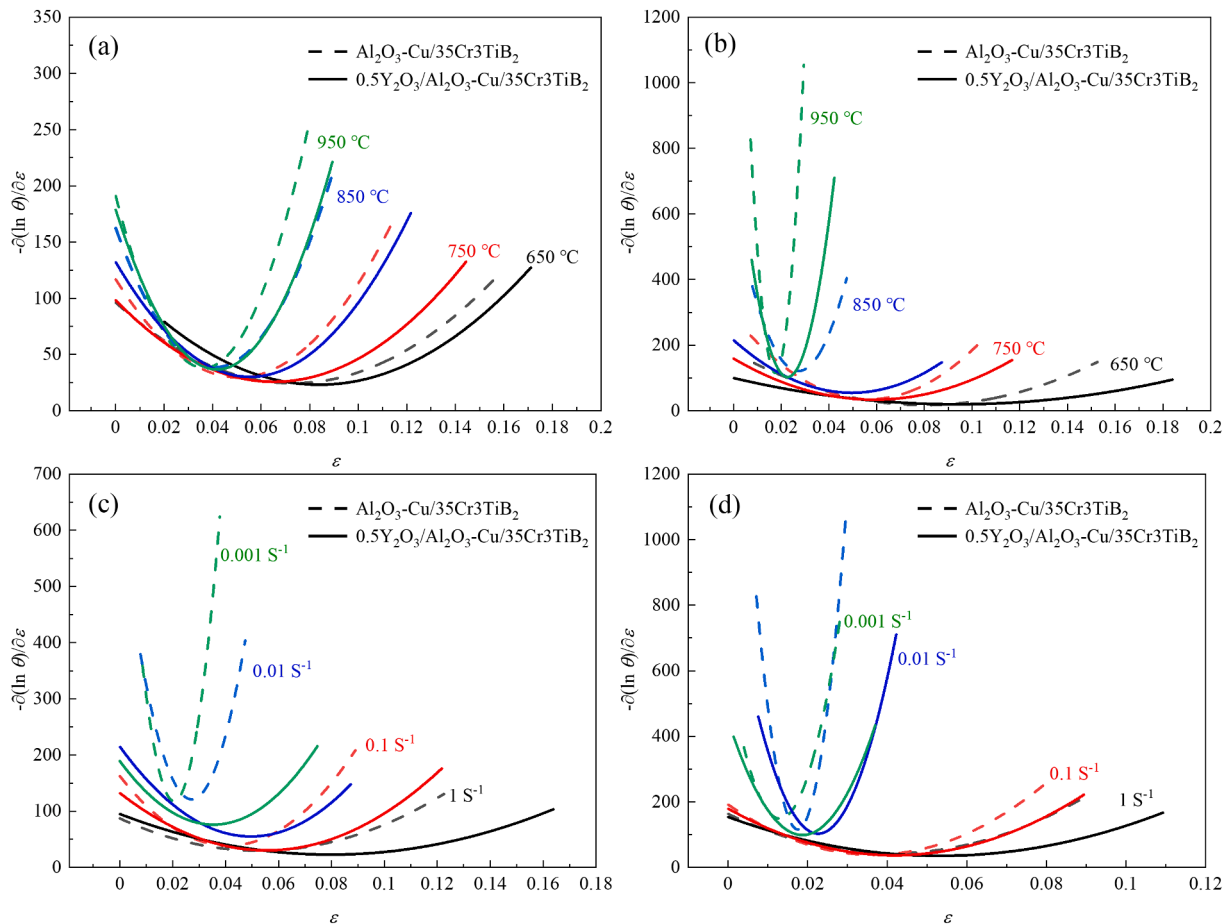 (a)
Al₂O₃-Cu/35Cr3TiB₂
0.5Y₂O₃/Al₂O₃-Cu/35Cr3TiB₂
950 ℃
850 ℃
750 ℃
650 ℃
350
300
250
200
150
100
50
0
-∂(ln θ)/∂ε
0 0.02 0.04 0.06 0.08 0.1 0.12 0.14 0.16 0.18 0.2
ε
(b)
Al₂O₃-Cu/35Cr3TiB₂
0.5Y₂O₃/Al₂O₃-Cu/35Cr3TiB₂
950 ℃
850 ℃
750 ℃
650 ℃
1200
1000
800
600
400
200
0
-∂(ln θ)/∂ε
0 0.02 0.04 0.06 0.08 0.1 0.12 0.14 0.16 0.18 0.2
ε
(c)
Al₂O₃-Cu/35Cr3TiB₂
0.5Y₂O₃/Al₂O₃-Cu/35Cr3TiB₂
0.001 S⁻¹
0.01 S⁻¹
0.1 S⁻¹
1 S⁻¹
700
600
500
400
300
200
100
0
-∂(ln θ)/∂ε
0 0.02 0.04 0.06 0.08 0.1 0.12 0.14 0.16 0.18
ε
(d)
Al₂O₃-Cu/35Cr3TiB₂
0.5Y₂O₃/Al₂O₃-Cu/35Cr3TiB₂
0.001 S⁻¹
0.01 S⁻¹
0.1 S⁻¹
1 S⁻¹
1200
1000
800
600
400
200
0
-∂(ln θ)/∂ε
0 0.02 0.04 0.06 0.08 0.1 0.12
ε